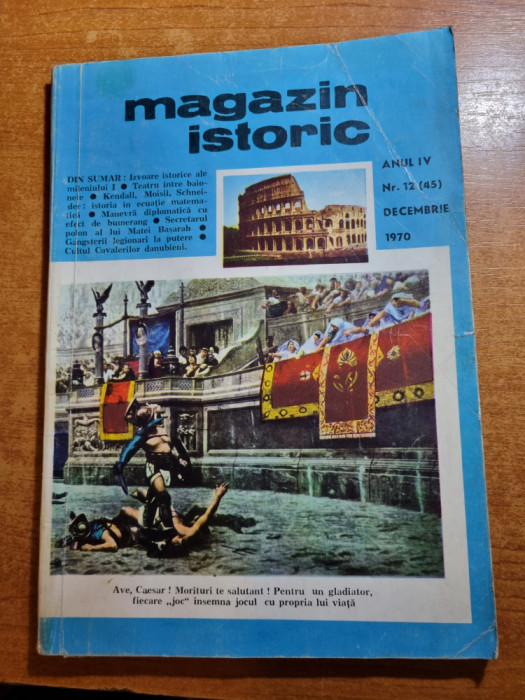 magazin
istoric
DIN SUMAR : Izvoare istorice ale
mileniului I ● Teatru între baio-
nete ● Kendall, Moisil, Schnei-
der: istoria în ecuație matema-
tică ● Manevră diplomatică cu
efect de bumerang ● Secretarul
polon al lui Matei Basarab ●
Gangsterii legionari la putere ●
Cultul Cavalerilor danubieni.
ANUL IV
Nr. 12 (45)
DECEMBRIE
1970
Ave, Caesar ! Morituri te salutant ! Pentru un gladiator,
fiecare „joc“ însemna jocul cu propria lui viață